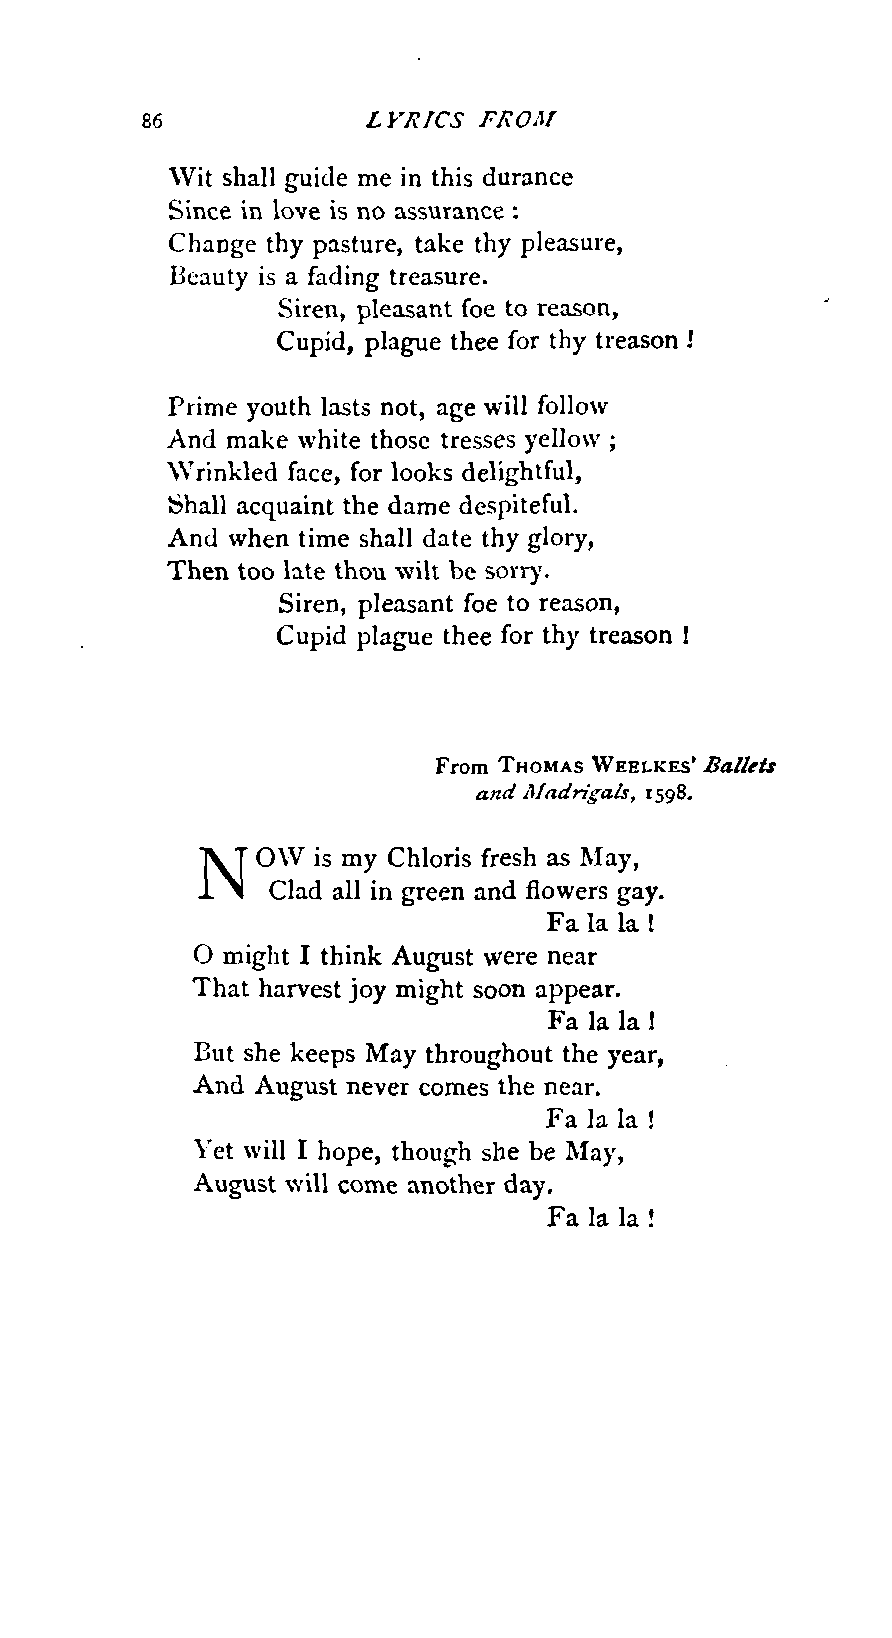 86 LYRICS FROM
Wit shall guide me in this durance
Since in love is no assurance :
Change thy pasture, take thy pleasure,
Beauty is a fading treasure.
Siren, pleasant foe to reason,
Cupid, plague thee for thy treason !
Prime youth lasts not, age will follow
And make white those tresses yellow ;
Wrinkled face, for looks delightful,
Shall acquaint the dame despiteful.
And when time shall date thy glory,
Then too late thou wilt be sorry.
Siren, pleasant foe to reason,
Cupid plague thee for thy treason !
From THOMAS WEELKES' Ballets
and Madrigals, 1598.
NOW is my Chloris fresh as May,
Clad all in green and flowers gay.
Fa la la !
O might I think August were near
That harvest joy might soon appear.
Fa la la !
But she keeps May throughout the year,
And August never comes the near.
Fa la la !
Yet will I hope, though she be May,
August will come another day.
Fa la la !